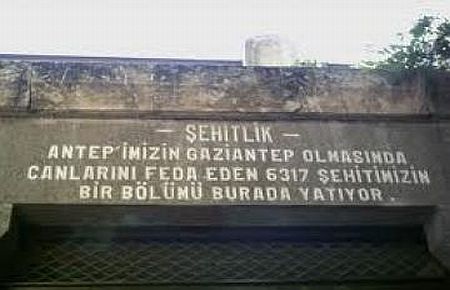 — ŞEHİTLİK —
ANTEP'İMİZİN GAZİANTEP OLMASINDA
CANLARINI FEDA EDEN 6317 ŞEHİTİMİZİN
BİR BÖLÜMÜ BURADA YATIYOR.